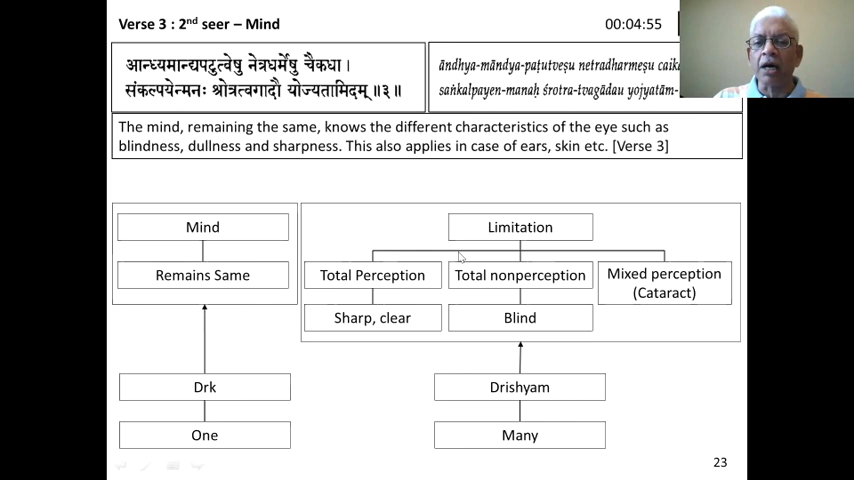 Verse 3 : 2nd seer – Mind
00:04:55
आन्ध्यमान्द्यपटुत्वेषु नेत्रधर्मेषु चैकधा ।
संकल्पयेन्मनः श्रोत्रत्वगादौ योज्यतामिदम् ॥३॥
āndhya-māndya-paṭutveṣu netradharmeṣu
saṅkalpayen-manaḥ śrotra-tvagādau yojyatām-
The mind, remaining the same, knows the different characteristics of the eye such as
blindness, dullness and sharpness. This also applies in case of ears, skin etc. [Verse 3]
Mind
Remains Same
Drk
One
Limitation
Total Perception
Total nonperception
Mixed perception
(Cataract)
Sharp, clear
Blind
Drishyam
Many
23